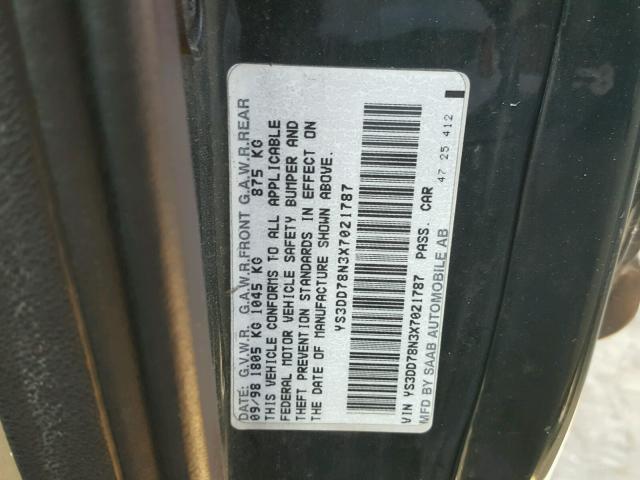 DATE: G.V.W.R. G.A.W.R.FRONT G.A.W.R.REAR
09/98 1805 KG 1045 KG 875 KG
THIS VEHICLE CONFORMS TO ALL APPLICABLE
FEDERAL MOTOR VEHICLE SAFETY BUMPER AND
THEFT PREVENTION STANDARDS IN EFFECT ON
THE DATE OF MANUFACTURE SHOWN ABOVE.
YS3DD78N3X7021787
VIN YS3DD78N3X7021787 PASS. CAR
MFD BY SAAB AUTOMOBILE AB
47 25 412